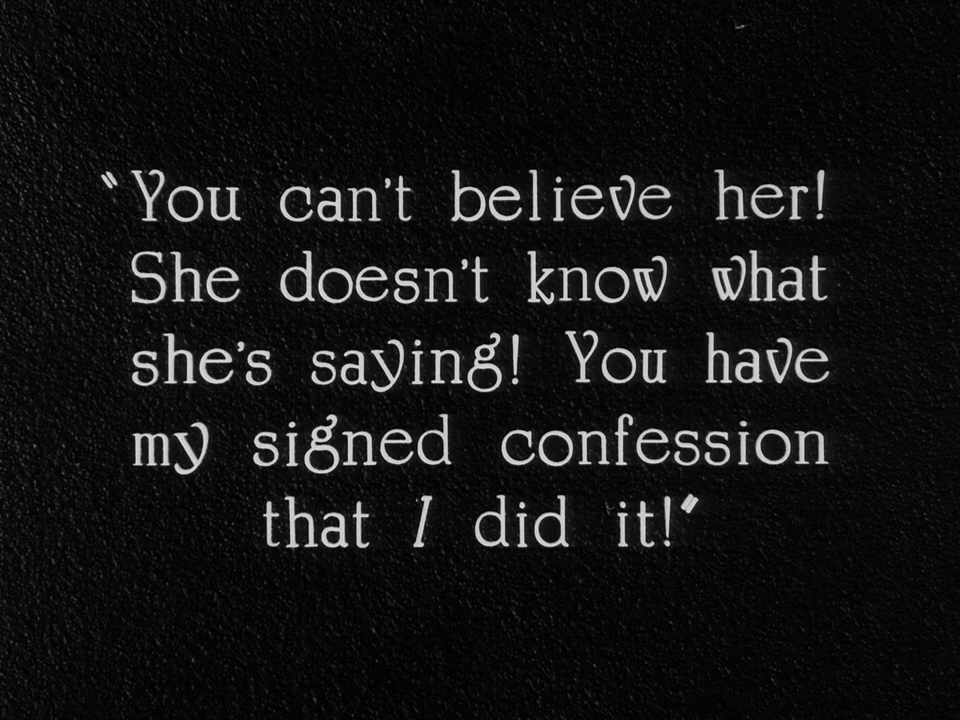 "You can't believe her!
She doesn't know what
she's saying! You have
my signed confession
that I did it!"